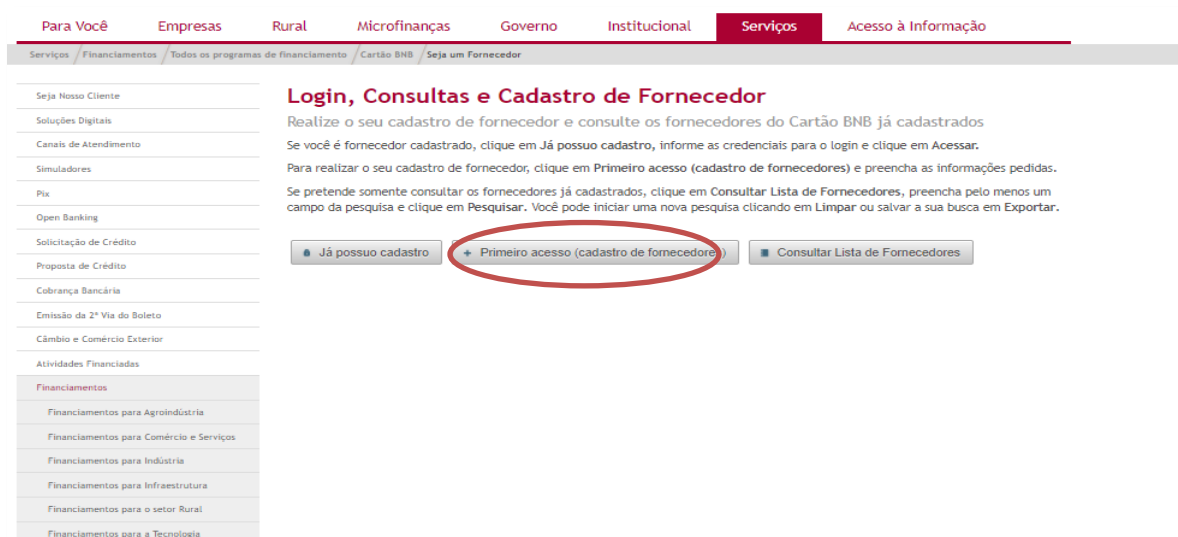 Para Você Empresas Rural Microfinanças Governo Institucional Serviços Acesso à Informação
Serviços / Financiamentos / Todos os programas de financiamento / Cartão BNB / Seja um Fornecedor
Seja Nosso Cliente
Soluções Digitais
Canais de Atendimento
Simuladores
Pix
Open Banking
Solicitação de Crédito
Proposta de Crédito
Cobrança Bancária
Emissão da 2ª Via do Boleto
Câmbio e Comércio Exterior
Atividades Financiadas
Financiamentos
Financiamentos para Agroindústria
Financiamentos para Comércio e Serviços
Financiamentos para Indústria
Financiamentos para Infraestrutura
Financiamentos para o setor Rural
Financiamentos para a Tecnologia
Login, Consultas e Cadastro de Fornecedor
Realize o seu cadastro de fornecedor e consulte os fornecedores do Cartão BNB já cadastrados
Se você é fornecedor cadastrado, clique em Já possuo cadastro, informe as credenciais para o login e clique em Acessar.
Para realizar o seu cadastro de fornecedor, clique em Primeiro acesso (cadastro de fornecedores) e preencha as informações pedidas.
Se pretende somente consultar os fornecedores já cadastrados, clique em Consultar Lista de Fornecedores, preencha pelo menos um
campo da pesquisa e clique em Pesquisar. Você pode iniciar uma nova pesquisa clicando em Limpar ou salvar a sua busca em Exportar.
Já possuo cadastro Primeiro acesso (cadastro de fornecedores) Consultar Lista de Fornecedores